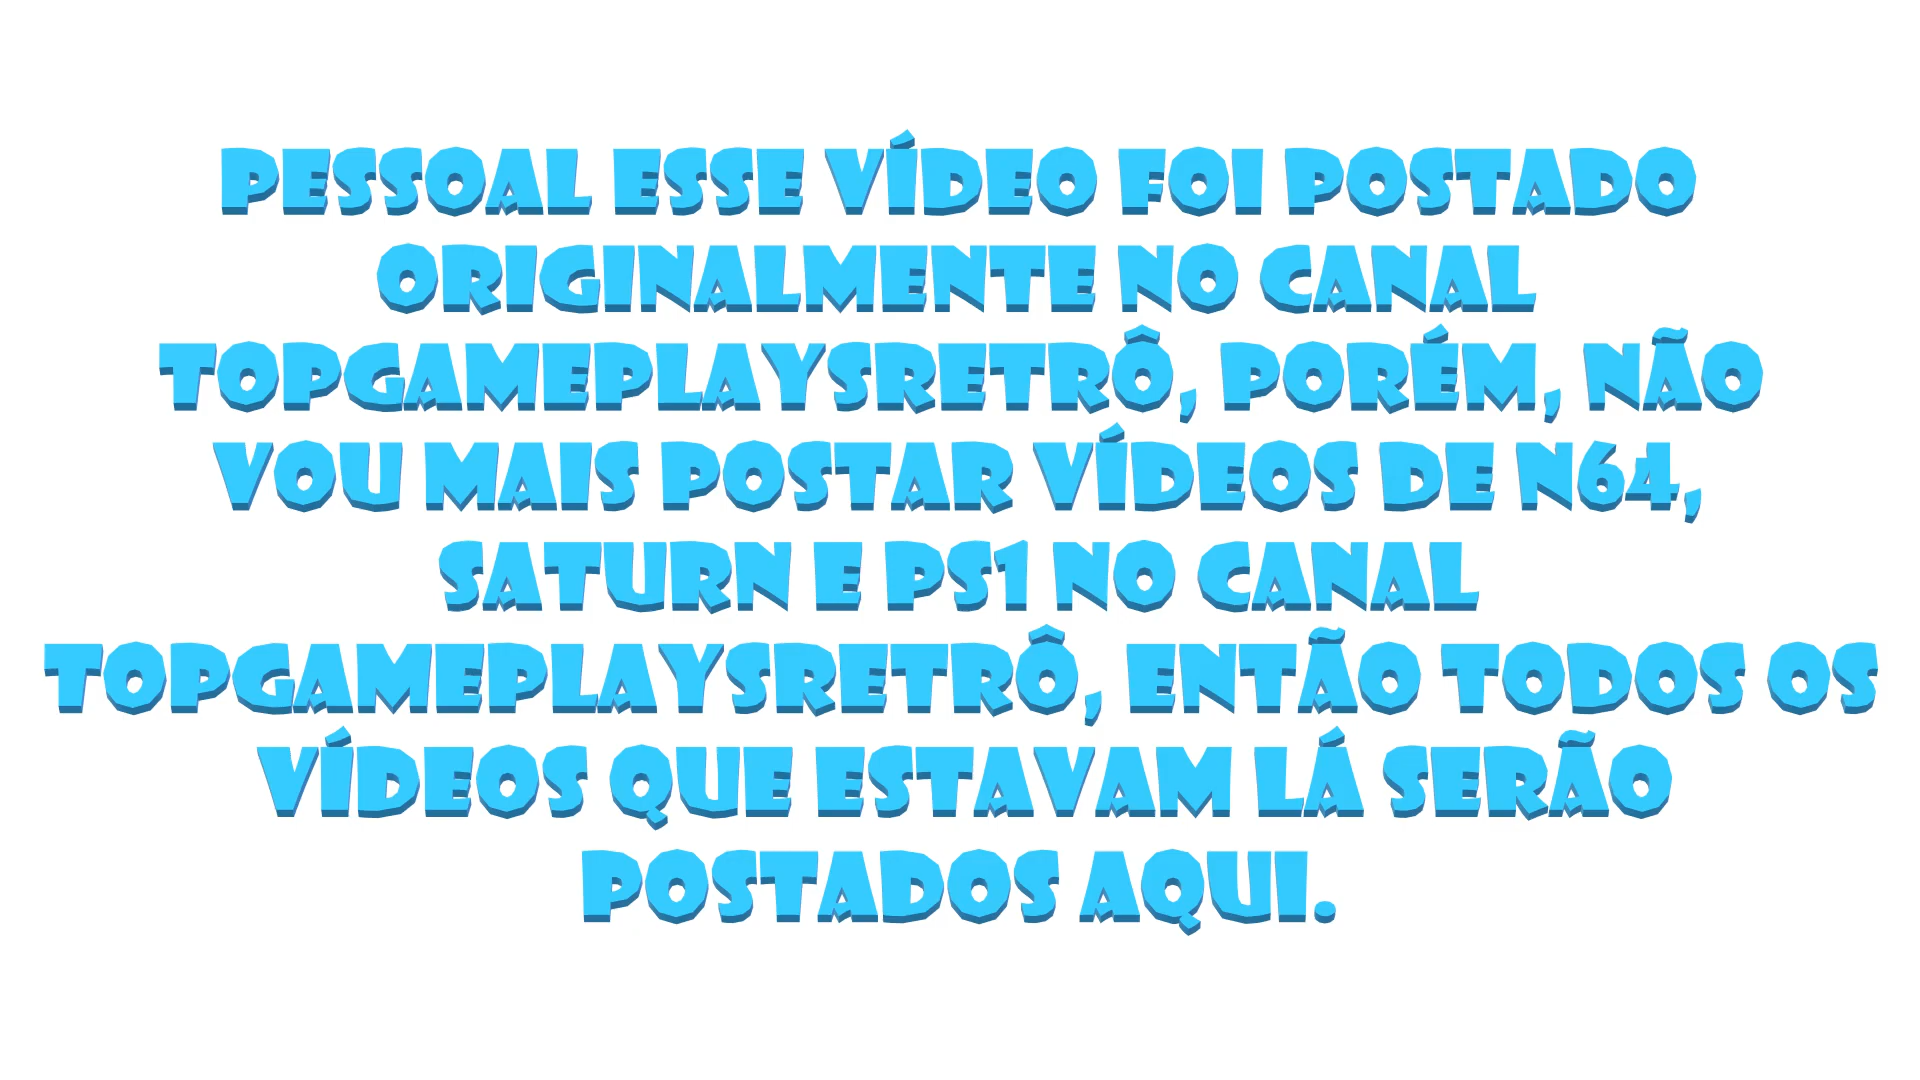 PESSOAL ESSE VÍDEO FOI POSTADO
ORIGINALMENTE NO CANAL
TOPGAMEPLAYSRETRÔ, PORÉM, NÃO
VOU MAIS POSTAR VÍDEOS DE N64,
SATURN E PS1 NO CANAL
TOPGAMEPLAYSRETRÔ, ENTÃO TODOS OS
VÍDEOS QUE ESTAVAM LÁ SERÃO
POSTADOS AQUI.